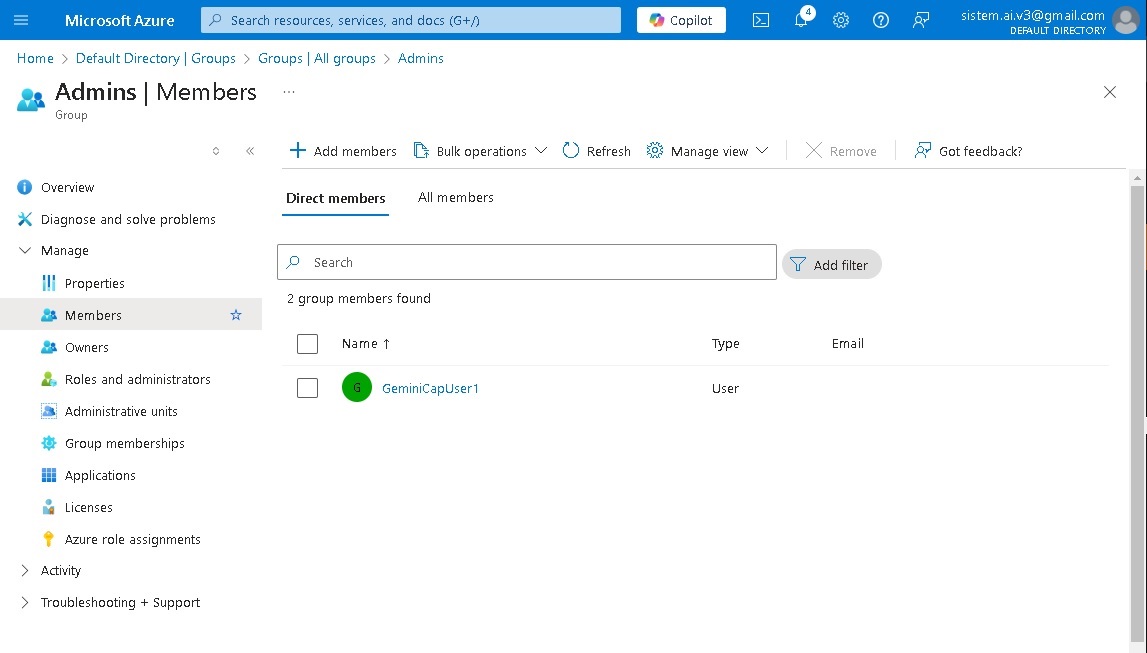 Microsoft Azure
Search resources, services, and docs (G+/)
Copilot
4
sistem.ai.v3@gmail.com
DEFAULT DIRECTORY
Home > Default Directory | Groups > Groups | All groups > Admins
Admins | Members
...
Group
Add members
Bulk operations
Refresh
Manage view
Remove
Got feedback?
Overview
Diagnose and solve problems
Manage
Properties
Members
Owners
Roles and administrators
Administrative units
Group memberships
Applications
Licenses
Azure role assignments
Activity
Troubleshooting + Support
Direct members
All members
Search
Add filter
2 group members found
Name ↑ Type Email
G GeminiCapUser1 User